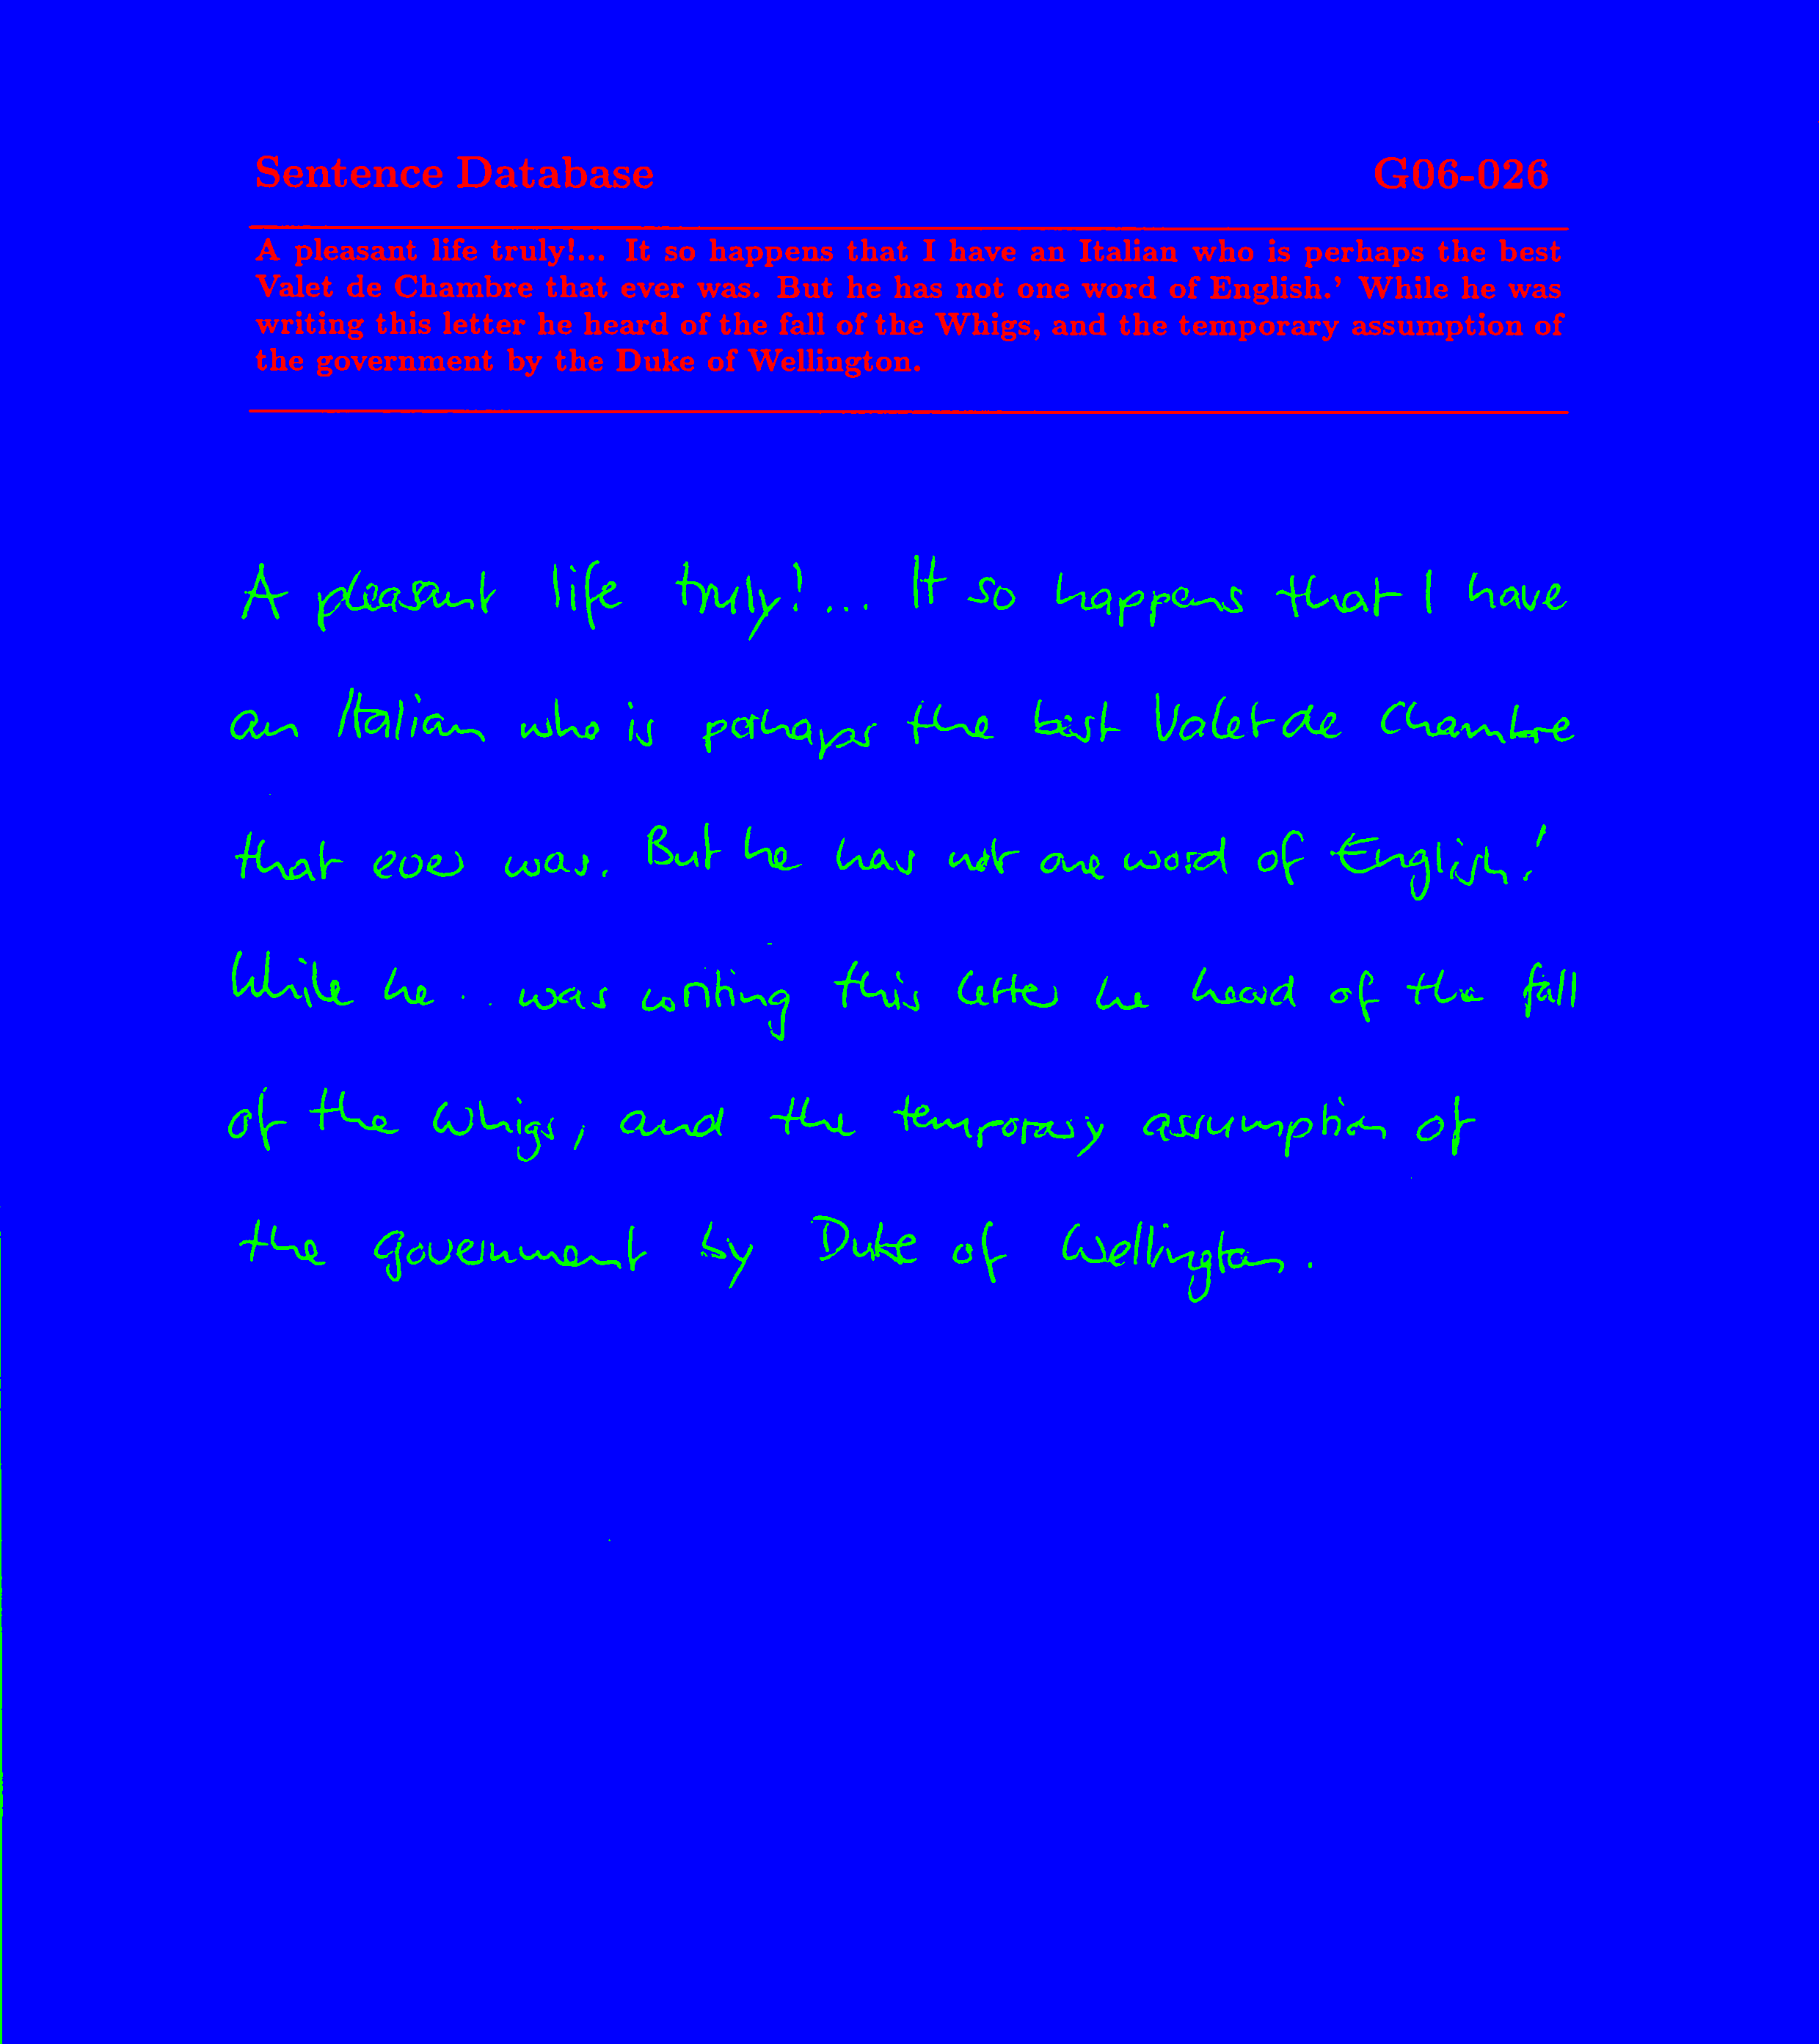 Sentence Database G06-026
A pleasant life truly!... It so happens that I have an Italian who is perhaps the best
Valet de Chambre that ever was. But he has not one word of English.' While he was
writing this letter he heard of the fall of the Whigs, and the temporary assumption of
the government by the Duke of Wellington.
A pleasant life truly!... It so happens that I have
an Italian who is perhaps the best Valet de Chambre
that ever was. But he has not one word of English.'
While he .. was writing this letter he heard of the fall
of the Whigs, and the temporary assumption of
the government by Duke of Wellington.